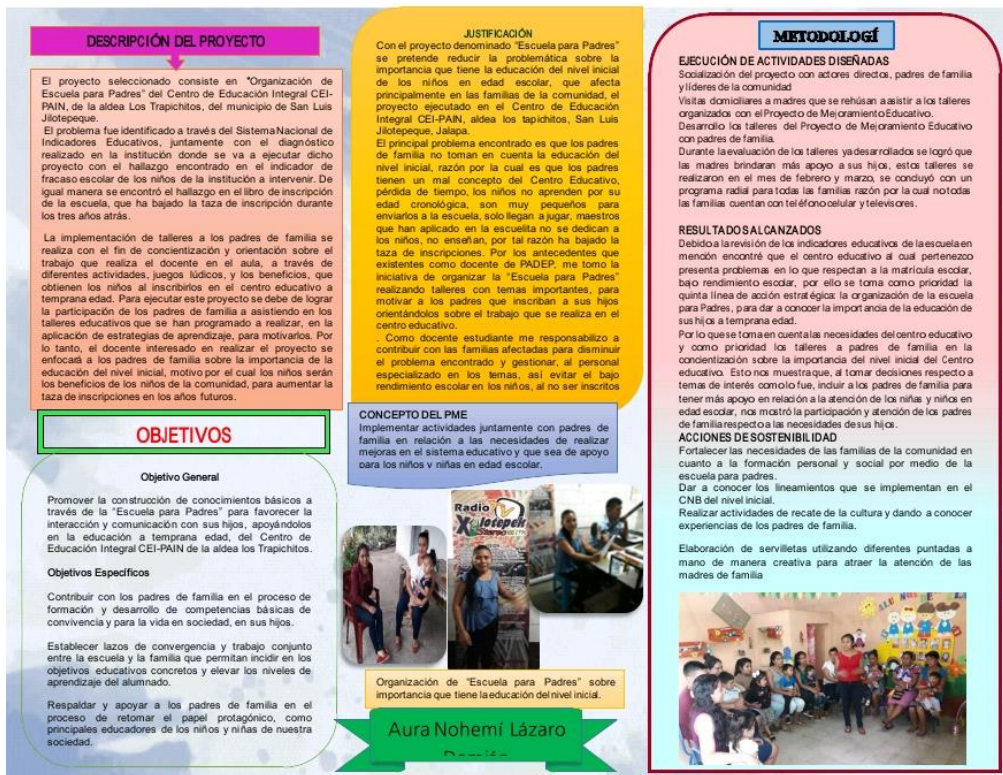 DESCRIPCIÓN DEL PROYECTO
El proyecto seleccionado consiste en "Organización de
Escuela para Padres" del Centro de Educación Integral CEI-
PAIN, de la aldea Los Trapichitos, del municipio de San Luis
Jilotepeque.
El problema fue identificado a través del Sistema Nacional de
Indicadores Educativos, juntamente con el diagnóstico
realizado en la institución donde se va a ejecutar dicho
proyecto con el hallazgo encontrado en el indicador de
fracaso escolar de los niños de la institución a intervenir. De
igual manera se encontró el hallazgo en el libro de inscripción
de la escuela, que ha bajado la taza de inscripción durante
los tres años atrás.
La implementación de talleres a los padres de familia se
realiza con el fin de concientización y orientación sobre el
trabajo que realiza el docente en el aula, a través de
diferentes actividades, juegos lúdicos, y los beneficios, que
obtienen los niños al inscribirlos en el centro educativo a
temprana edad. Para ejecutar este proyecto se debe de lograr
la participación de los padres de familia a asistiendo en los
talleres educativos que se han programado a realizar, en la
aplicación de estrategias de aprendizaje, para motivarlos. Por
lo tanto, el docente interesado en realizar el proyecto se
enfocará a los padres de familia sobre la importancia de la
educación del nivel inicial, motivo por el cual los niños serán
los beneficios de los niños de la comunidad, para aumentar la
taza de inscripciones en los años futuros.
OBJETIVOS
Objetivo General
Promover la construcción de conocimientos básicos a
través de la "Escuela para Padres" para favorecer la
interacción y comunicación con sus hijos, apoyándolos
en la educación a temprana edad, del Centro de
Educación Integral CEI-PAIN de la aldea los Trapichitos.
Objetivos Específicos
Contribuir con los padres de familia en el proceso de
formación y desarrollo de competencias básicas de
convivencia y para la vida en sociedad, en sus hijos.
Establecer lazos de convergencia y trabajo conjunto
entre la escuela y la familia que permitan incidir en los
objetivos educativos concretos y elevar los niveles de
aprendizaje del alumnado.
Respaldar y apoyar a los padres de familia en el
proceso de retomar el papel protagónico, como
principales educadores de los niños y niñas de nuestra
sociedad.
JUSTIFICACIÓN
Con el proyecto denominado "Escuela para Padres"
se pretende reducir la problemática sobre la
importancia que tiene la educación del nivel inicial
de los niños en edad escolar, que afecta
principalmente en las familias de la comunidad, el
proyecto ejecutado en el Centro de Educación
Integral CEI-PAIN, aldea los tapichitos, San Luis
Jilotepeque, Jalapa.
El principal problema encontrado es que los padres
de familia no toman en cuenta la educación del
nivel inicial, razón por la cual es que los padres
tienen un mal concepto del Centro Educativo,
pérdida de tiempo, los niños no aprenden por su
edad cronológica, son muy pequeños para
enviarlos a la escuela, solo llegan a jugar, maestros
que han aplicado en la escuelita no se dedican a
los niños, no enseñan, por tal razón ha bajado la
taza de inscripciones. Por los antecedentes que
existentes como docente de PADEP, me tomo la
iniciativa de organizar la "Escuela para Padres"
realizando talleres con temas importantes, para
motivar a los padres que inscriban a sus hijos
orientándolos sobre el trabajo que se realiza en el
centro educativo.
. Como docente estudiante me responsabilizo a
contribuir con las familias afectadas para disminuir
el problema encontrado y gestionar, al personal
especializado en los temas, así evitar el bajo
rendimiento escolar en los niños, al no ser inscritos
CONCEPTO DEL PME
Implementar actividades juntamente con padres de
familia en relación a las necesidades de realizar
mejoras en el sistema educativo y que sea de apoyo
para los niños y niñas en edad escolar.
Radio
Xilotepek
Organización de "Escuela para Padres" sobre
importancia que tiene la educación del nivel inicial.
Aura Nohemí Lázaro
METODOLOGÍ
EJECUCIÓN DE ACTIVIDADES DISEÑADAS
Socialización del proyecto con actores directos, padres de familia
y líderes de la comunidad
Visitas domiciliares a madres que se rehúsan a asistir a los talleres
organizados con el Proyecto de Mejoramiento Educativo.
Desarrollo los talleres del Proyecto de Mejoramiento Educativo
con padres de familia.
Durante la evaluación de los talleres ya desarrollados se logró que
las madres brindaran más apoyo a sus hijos, estos talleres se
realizaron en el mes de febrero y marzo, se concluyó con un
programa radial para todas las familias razón por la cual no todas
las familias cuentan con teléfono celular y televisores.
RESULTADOS ALCANZADOS
Debido a la revisión de los indicadores educativos de la escuela en
mención encontré que el centro educativo al cual pertenezco
presenta problemas en lo que respectan a la matrícula escolar,
bajo rendimiento escolar, por ello se toma como prioridad la
quinta línea de acción estratégica: la organización de la escuela
para Padres, para dar a conocer la importancia de la educación de
sus hijos a temprana edad.
Por lo que se toma en cuenta las necesidades del centro educativo
y como prioridad los talleres a padres de familia en la
concientización sobre la importancia del nivel inicial del Centro
educativo. Esto nos muestra que, al tomar decisiones respecto a
temas de interés como lo fue, incluir a los padres de familia para
tener más apoyo en relación a la atención de los niñas y niños en
edad escolar, nos mostró la participación y atención de los padres
de familia respecto a las necesidades de sus hijos.
ACCIONES DE SOSTENIBILIDAD
Fortalecer las necesidades de las familias de la comunidad en
cuanto a la formación personal y social por medio de la
escuela para padres.
Dar a conocer los lineamientos que se implementan en el
CNB del nivel inicial.
Realizar actividades de recate de la cultura y dando a conocer
experiencias de los padres de familia.
Elaboración de servilletas utilizando diferentes puntadas a
mano de manera creativa para atraer la atención de las
madres de familia